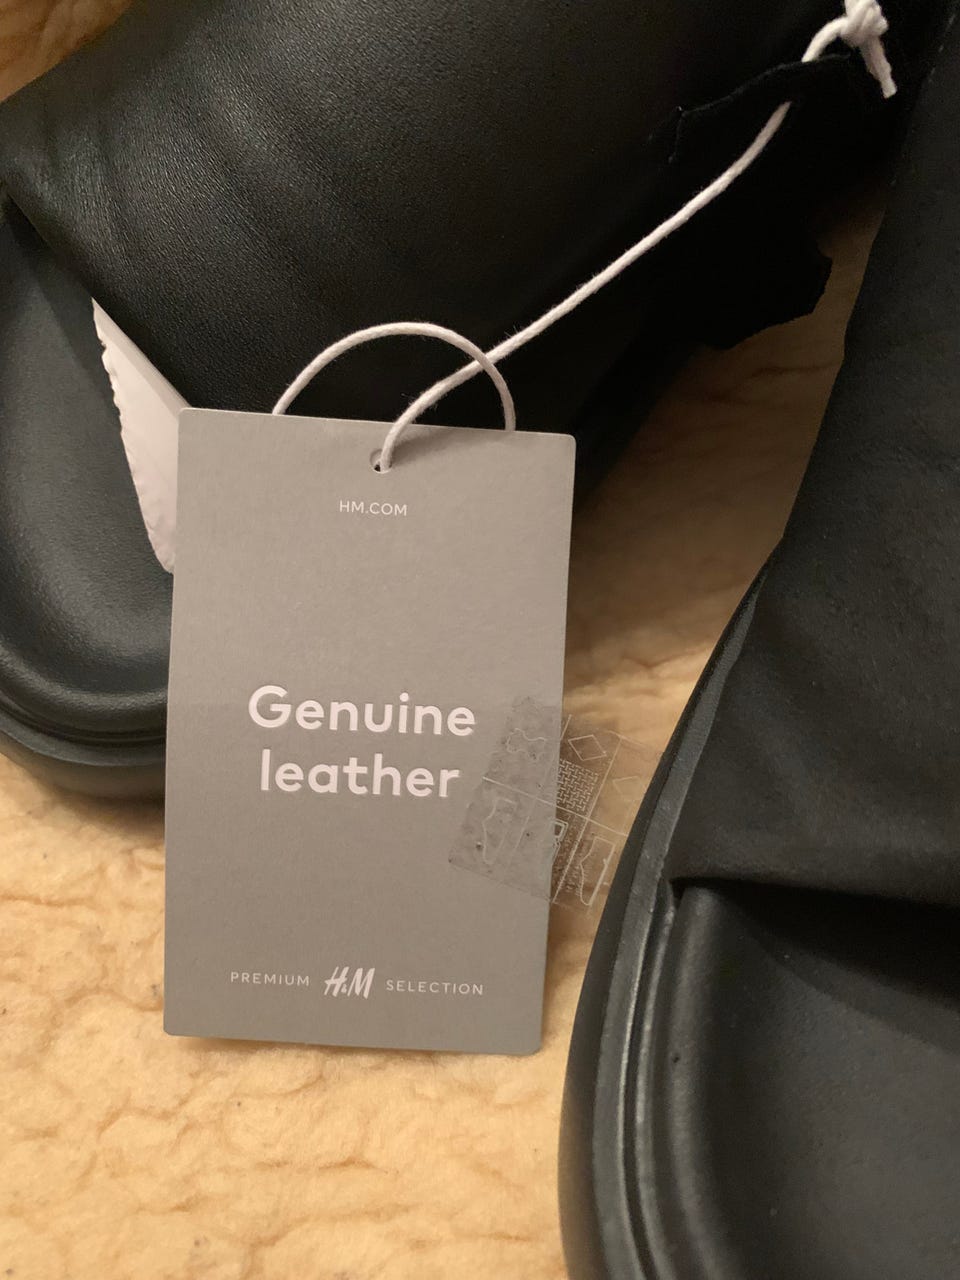 HM.COM
Genuine
leather
PREMIUM H&M SELECTION